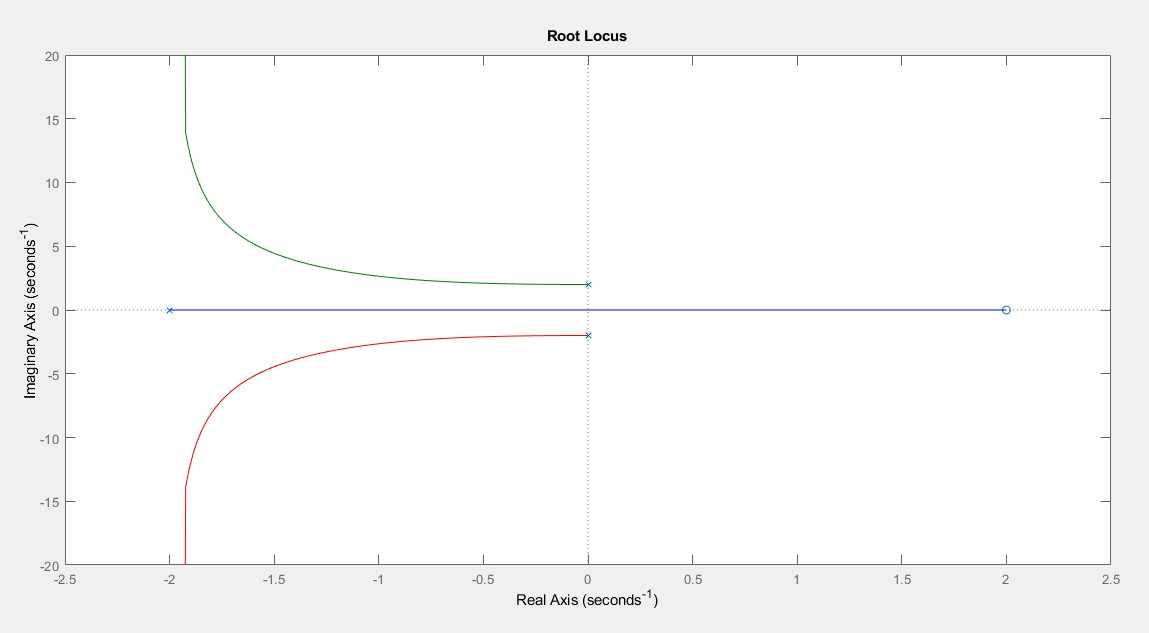 Root Locus
20
15
10
5
0
-5
-10
-15
-20
Imaginary Axis (seconds⁻¹)
-2.5 -2 -1.5 -1 -0.5 0 0.5 1 1.5 2 2.5
Real Axis (seconds⁻¹)